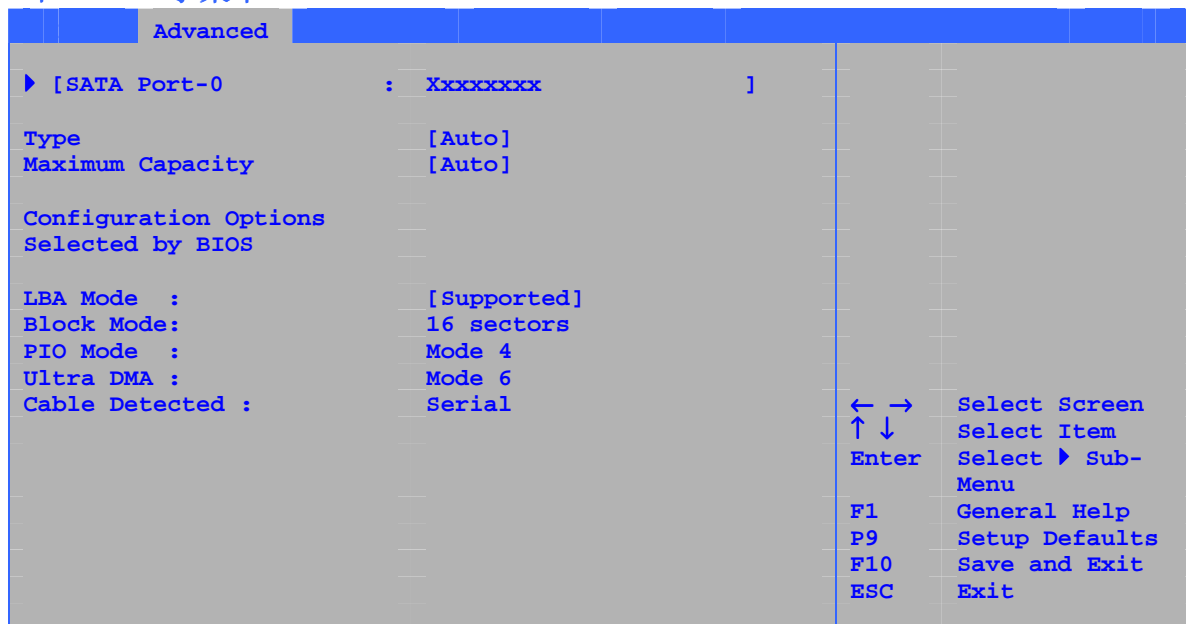 Advanced
[SATA Port-0 : Xxxxxxxxx ]
Type [Auto]
Maximum Capacity [Auto]
Configuration Options
Selected by BIOS
LBA Mode : [Supported]
Block Mode: 16 sectors
PIO Mode : Mode 4
Ultra DMA : Mode 6
Cable Detected : Serial
← → Select Screen
↑ ↓ Select Item
Enter Select ▶ Sub-
Menu
F1 General Help
P9 Setup Defaults
F10 Save and Exit
ESC Exit